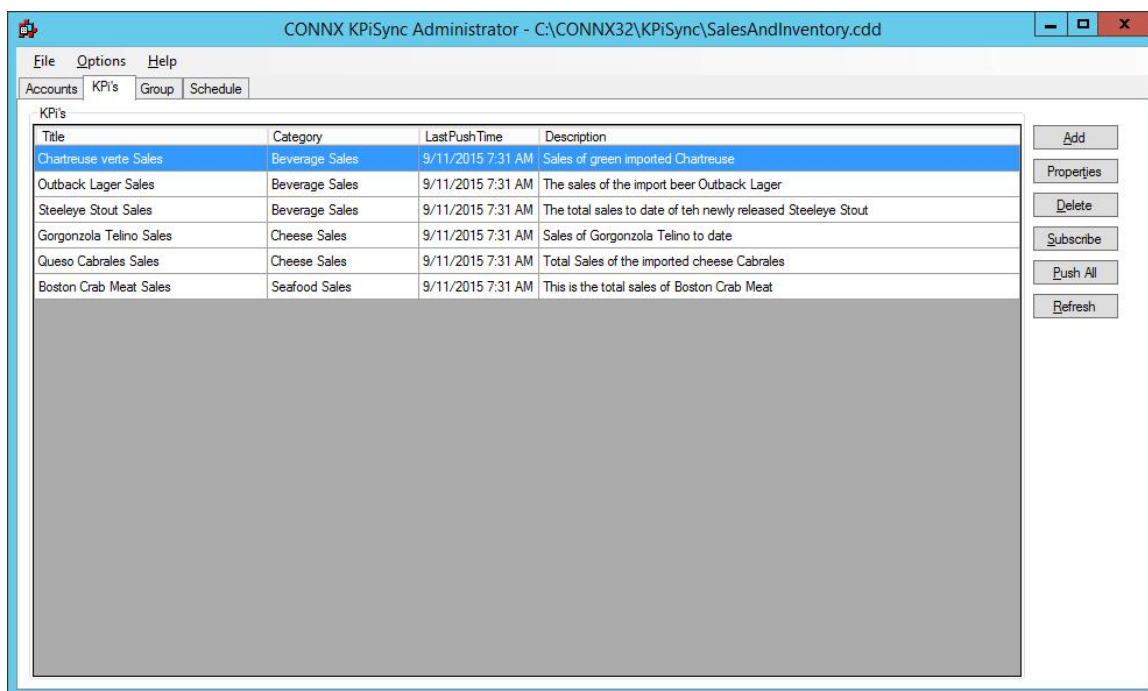 CONNX KPiSync Administrator - C:\CONNX32\KPiSync\SalesAndInventory.cdd
File Options Help
Accounts KPi's Group Schedule
KPi's
Title Category LastPushTime Description
Chartreuse verte Sales Beverage Sales 9/11/2015 7:31 AM Sales of green imported Chartreuse
Outback Lager Sales Beverage Sales 9/11/2015 7:31 AM The sales of the import beer Outback Lager
Steeleye Stout Sales Beverage Sales 9/11/2015 7:31 AM The total sales to date of teh newly released Steeleye Stout
Gorgonzola Telino Sales Cheese Sales 9/11/2015 7:31 AM Sales of Gorgonzola Telino to date
Queso Cabrales Sales Cheese Sales 9/11/2015 7:31 AM Total Sales of the imported cheese Cabrales
Boston Crab Meat Sales Seafood Sales 9/11/2015 7:31 AM This is the total sales of Boston Crab Meat
Add
Properties
Delete
Subscribe
Push All
Refresh